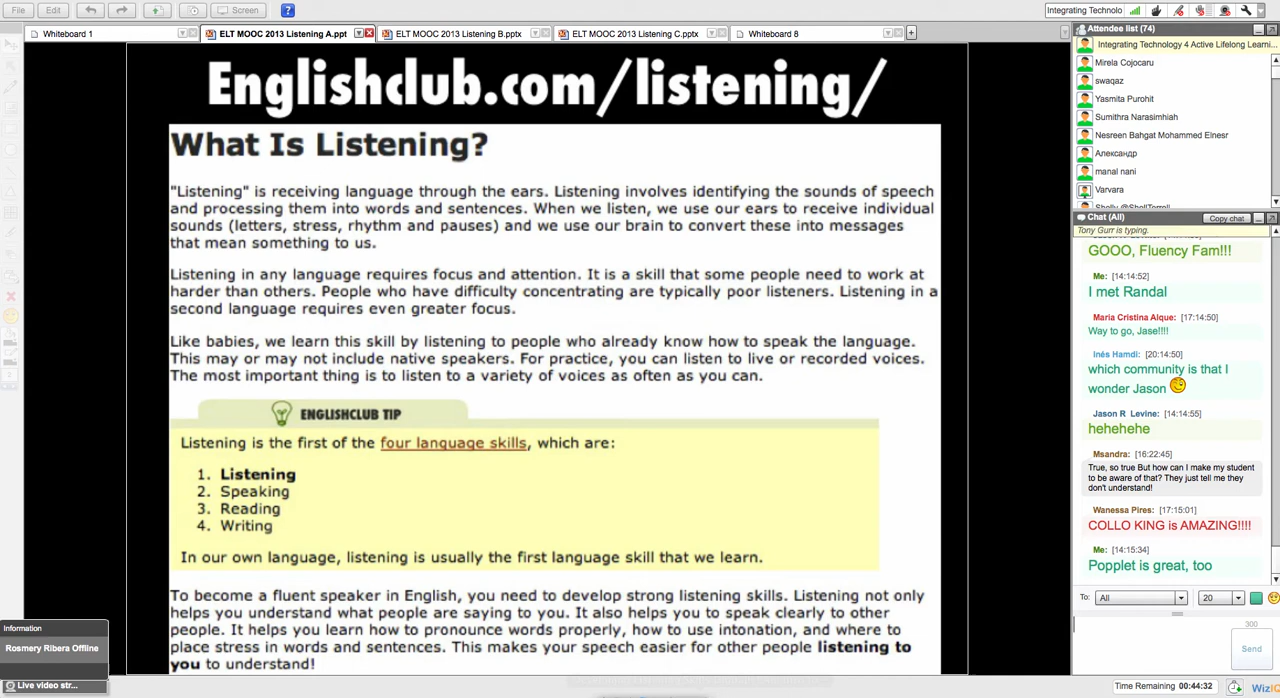 File Edit Screen ? Integrating Technolo
Whiteboard 1 ELT MOOC 2013 Listening A.ppt ELT MOOC 2013 Listening B.pptx ELT MOOC 2013 Listening C.pptx Whiteboard 8
Englishclub.com/listening/
What Is Listening?
"Listening" is receiving language through the ears. Listening involves identifying the sounds of speech
and processing them into words and sentences. When we listen, we use our ears to receive individual
sounds (letters, stress, rhythm and pauses) and we use our brain to convert these into messages
that mean something to us.
Listening in any language requires focus and attention. It is a skill that some people need to work at
harder than others. People who have difficulty concentrating are typically poor listeners. Listening in a
second language requires even greater focus.
Like babies, we learn this skill by listening to people who already know how to speak the language.
This may or may not include native speakers. For practice, you can listen to live or recorded voices.
The most important thing is to listen to a variety of voices as often as you can.
ENGLISHCLUB TIP
Listening is the first of the four language skills, which are:
1. Listening
2. Speaking
3. Reading
4. Writing
In our own language, listening is usually the first language skill that we learn.
To become a fluent speaker in English, you need to develop strong listening skills. Listening not only
helps you understand what people are saying to you. It also helps you to speak clearly to other
people. It helps you learn how to pronounce words properly, how to use intonation, and where to
place stress in words and sentences. This makes your speech easier for other people listening to
you to understand!
Information
Rosmery Ribera Offline
Live video str...
Attendee list (74)
Integrating Technology 4 Active Lifelong Learni...
Mirela Cojocaru
swaqaz
Yasmita Purohit
Sumithra Narasimhiah
Nesreen Bahgat Mohammed Elnesr
Александр
manal nani
Varvara
Shelly @ShellTerrell
Chat (All) Copy chat
Tony Gurr is typing.
GOOO, Fluency Fam!!!
Me: [14:14:52]
I met Randal
Maria Cristina Alque: [17:14:50]
Way to go, Jase!!!!
Inés Hamdi: [20:14:50]
which community is that I
wonder Jason
Jason R Levine: [14:14:55]
hehehehe
Msandra: [16:22:45]
True, so true But how can I make my student
to be aware of that? They just tell me they
don't understand!
Wanessa Pires: [17:15:01]
COLLO KING is AMAZING!!!!
Me: [14:15:34]
Popplet is great, too
To: All 20
300
Send
Time Remaining 00:44:32 WizIQ